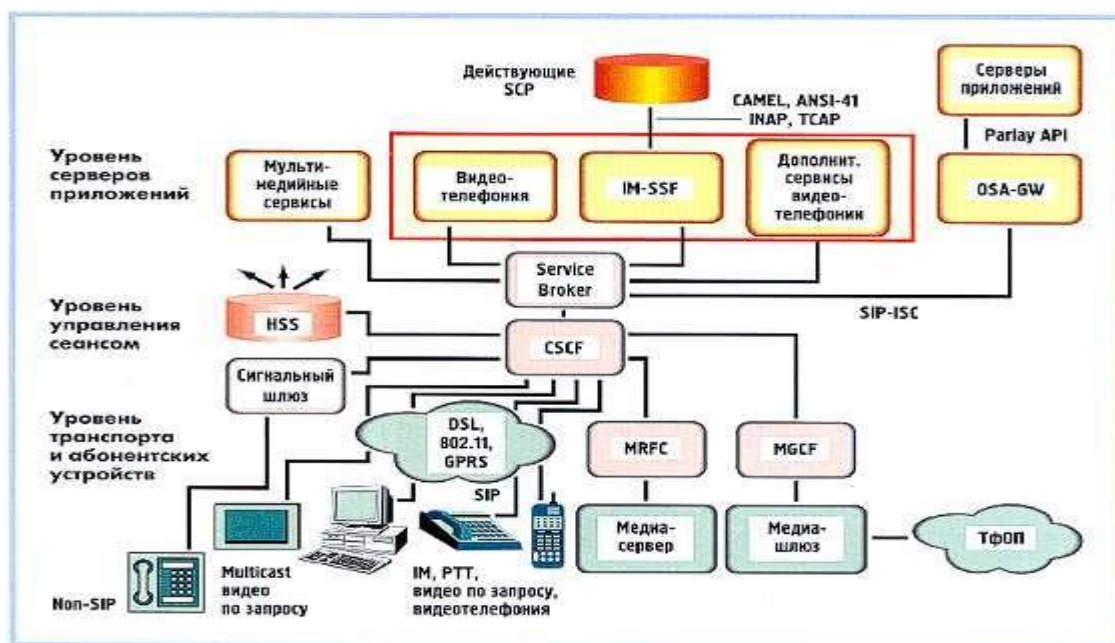 Действующие
SCP
CAMEL, ANSI-41
INAP, TCAP
Серверы
приложений
Parlay API
Уровень
серверов
приложений
Мульти-
медийные
сервисы
Видео-
телефония
IM-SSF
Дополнит.
сервисы
видео-
телефонии
OSA-GW
Service
Broker
SIP-ISC
Уровень
управления
сеансом
HSS
CSCF
Сигнальный
шлюз
Уровень
транспорта
и абонентских
устройств
DSL,
802.11,
GPRS
SIP
MRFC
MGCF
Медиа-
сервер
Медиа-
шлюз
ТфОП
Non-SIP
Multicast
видео
по запросу
IM, PTT,
видео по запросу,
видеотелефония